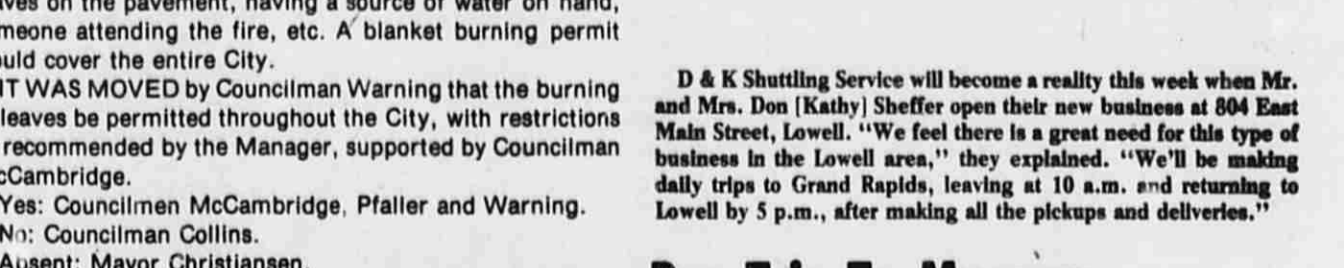 on the pavement, having a source of water on hand,
attending the fire, etc. A blanket burning permit
cover the entire City.
IT WAS MOVED by Councilman Warning that the burning
leaves be permitted throughout the City, with restrictions
recommended by the Manager, supported by Councilman
cCambridge.
Yes: Councilmen McCambridge, Pfaller and Warning.
No: Councilman Collins.
Absent: Mayor Christiansen.
D & K Shuttling Service will become a reality this week when Mr.
and Mrs. Don [Kathy] Sheffer open their new business at 804 East
Main Street, Lowell. "We feel there is a great need for this type of
business in the Lowell area," they explained. "We'll be making
daily trips to Grand Rapids, leaving at 10 a.m. and returning to
Lowell by 5 p.m., after making all the pickups and deliveries."